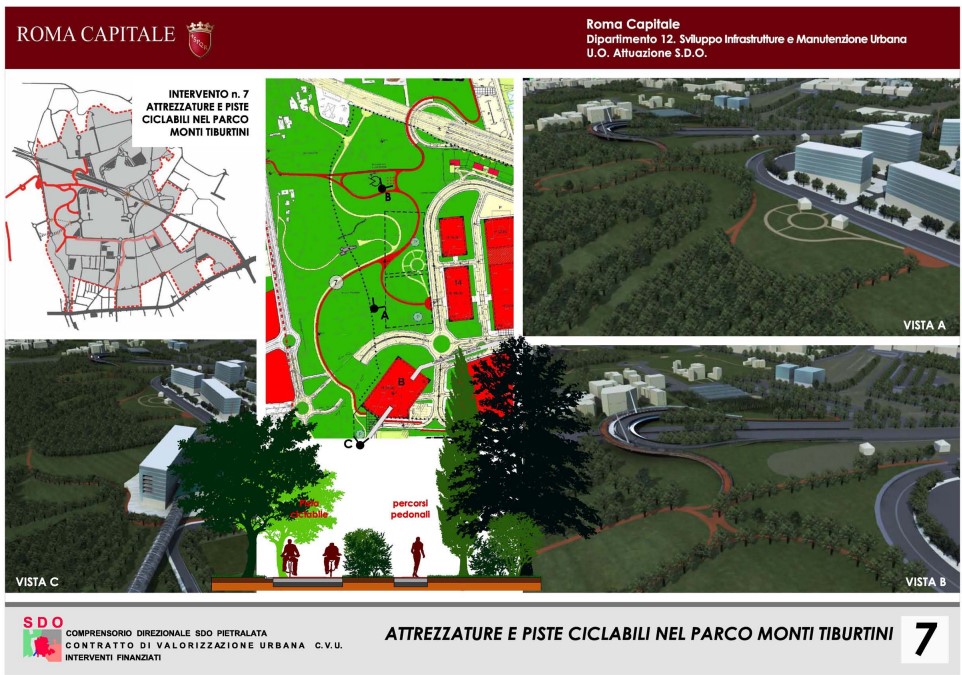 ROMA CAPITALE
Roma Capitale
Dipartimento 12. Sviluppo Infrastrutture e Manutenzione Urbana
U.O. Attuazione S.D.O.
INTERVENTO n. 7
ATTREZZATURE E PISTE
CICLABILI NEL PARCO
MONTI TIBURTINI
B
7
14
A
B
C
VISTA A
VISTA C
VISTA B
ciclabile
percorsi
pedonali
SDO
COMPRENSORIO DIREZIONALE SDO PIETRALATA
CONTRATTO DI VALORIZZAZIONE URBANA C.V.U.
INTERVENTI FINANZIATI
ATTREZZATURE E PISTE CICLABILI NEL PARCO MONTI TIBURTINI
7